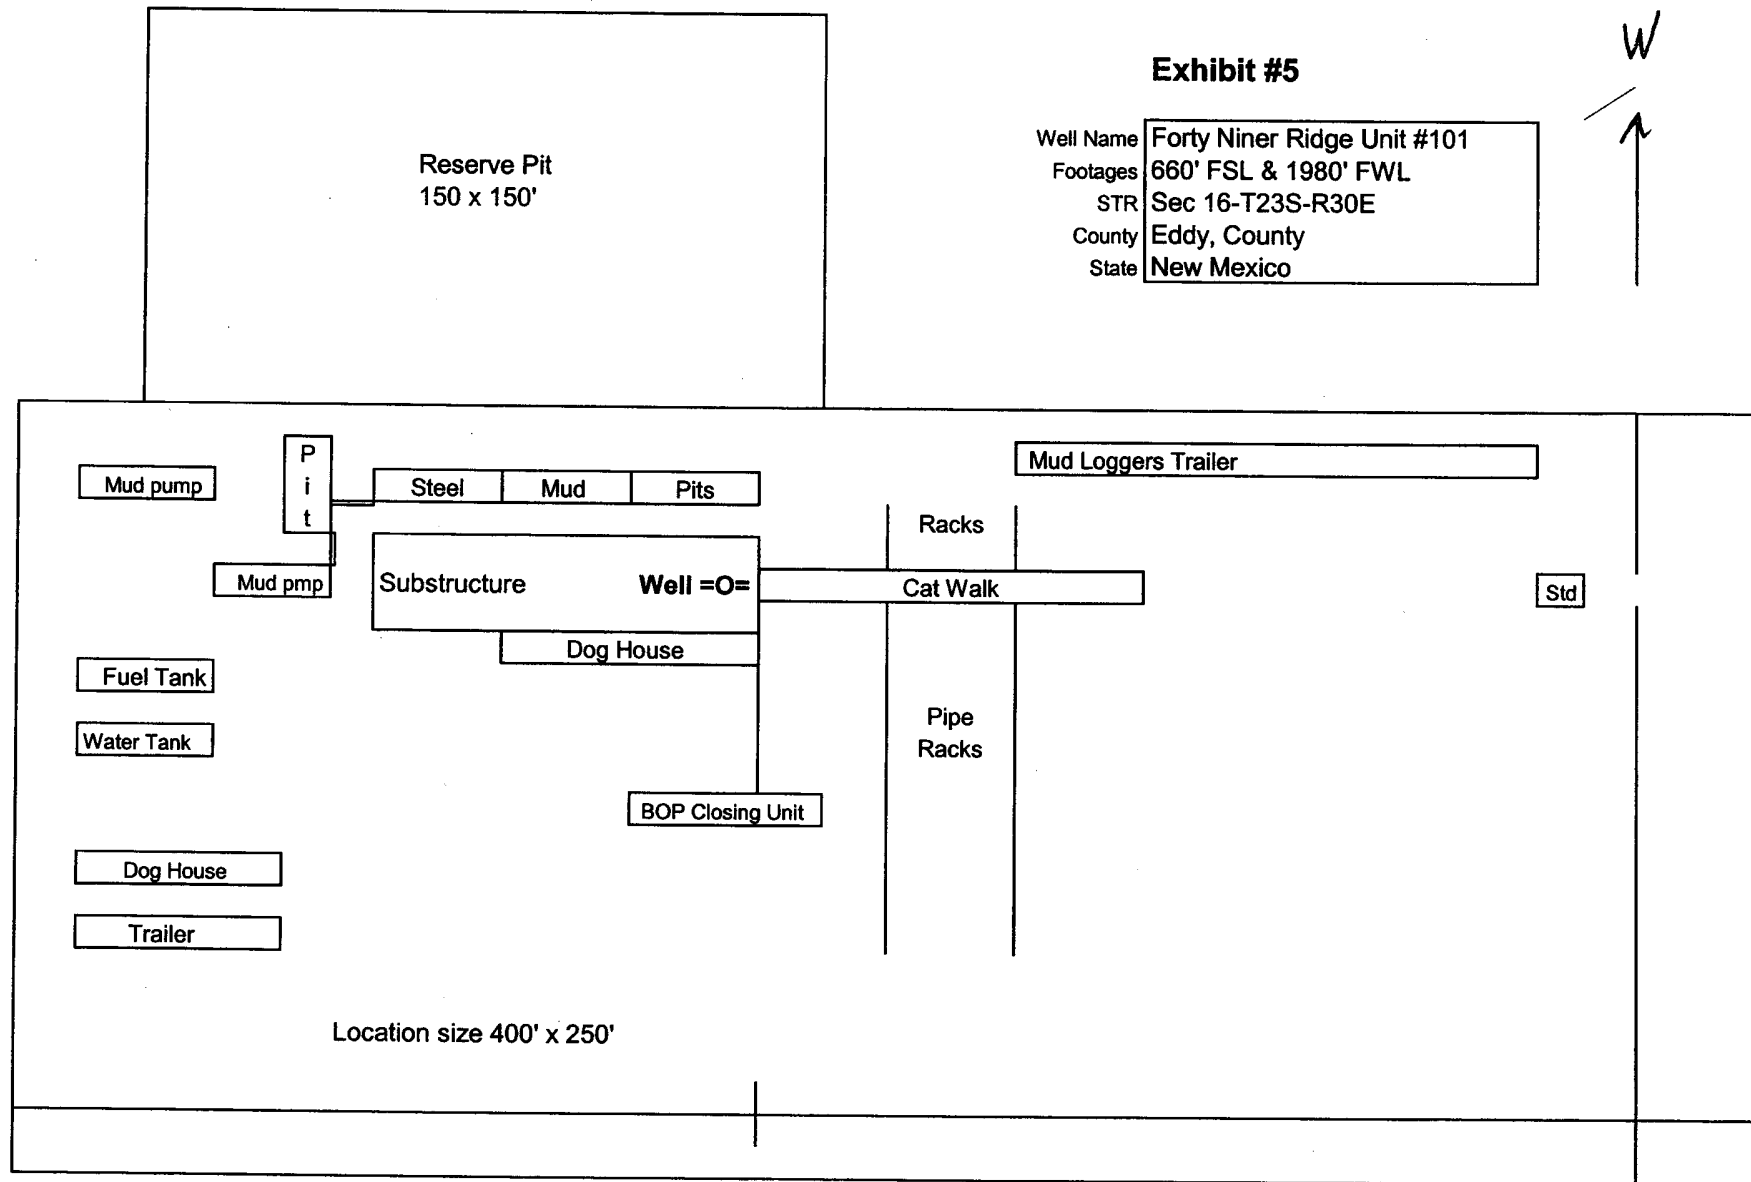 W
Exhibit #5
Well Name Forty Niner Ridge Unit #101
Footages 660' FSL & 1980' FWL
STR Sec 16-T23S-R30E
County Eddy, County
State New Mexico
Reserve Pit
150 x 150'
Mud pump
P
i
t
Steel Mud Pits
Mud Loggers Trailer
Racks
Mud pmp
Substructure Well =O=
Cat Walk
Std
Dog House
Fuel Tank
Water Tank
Pipe
Racks
BOP Closing Unit
Dog House
Trailer
Location size 400' x 250'